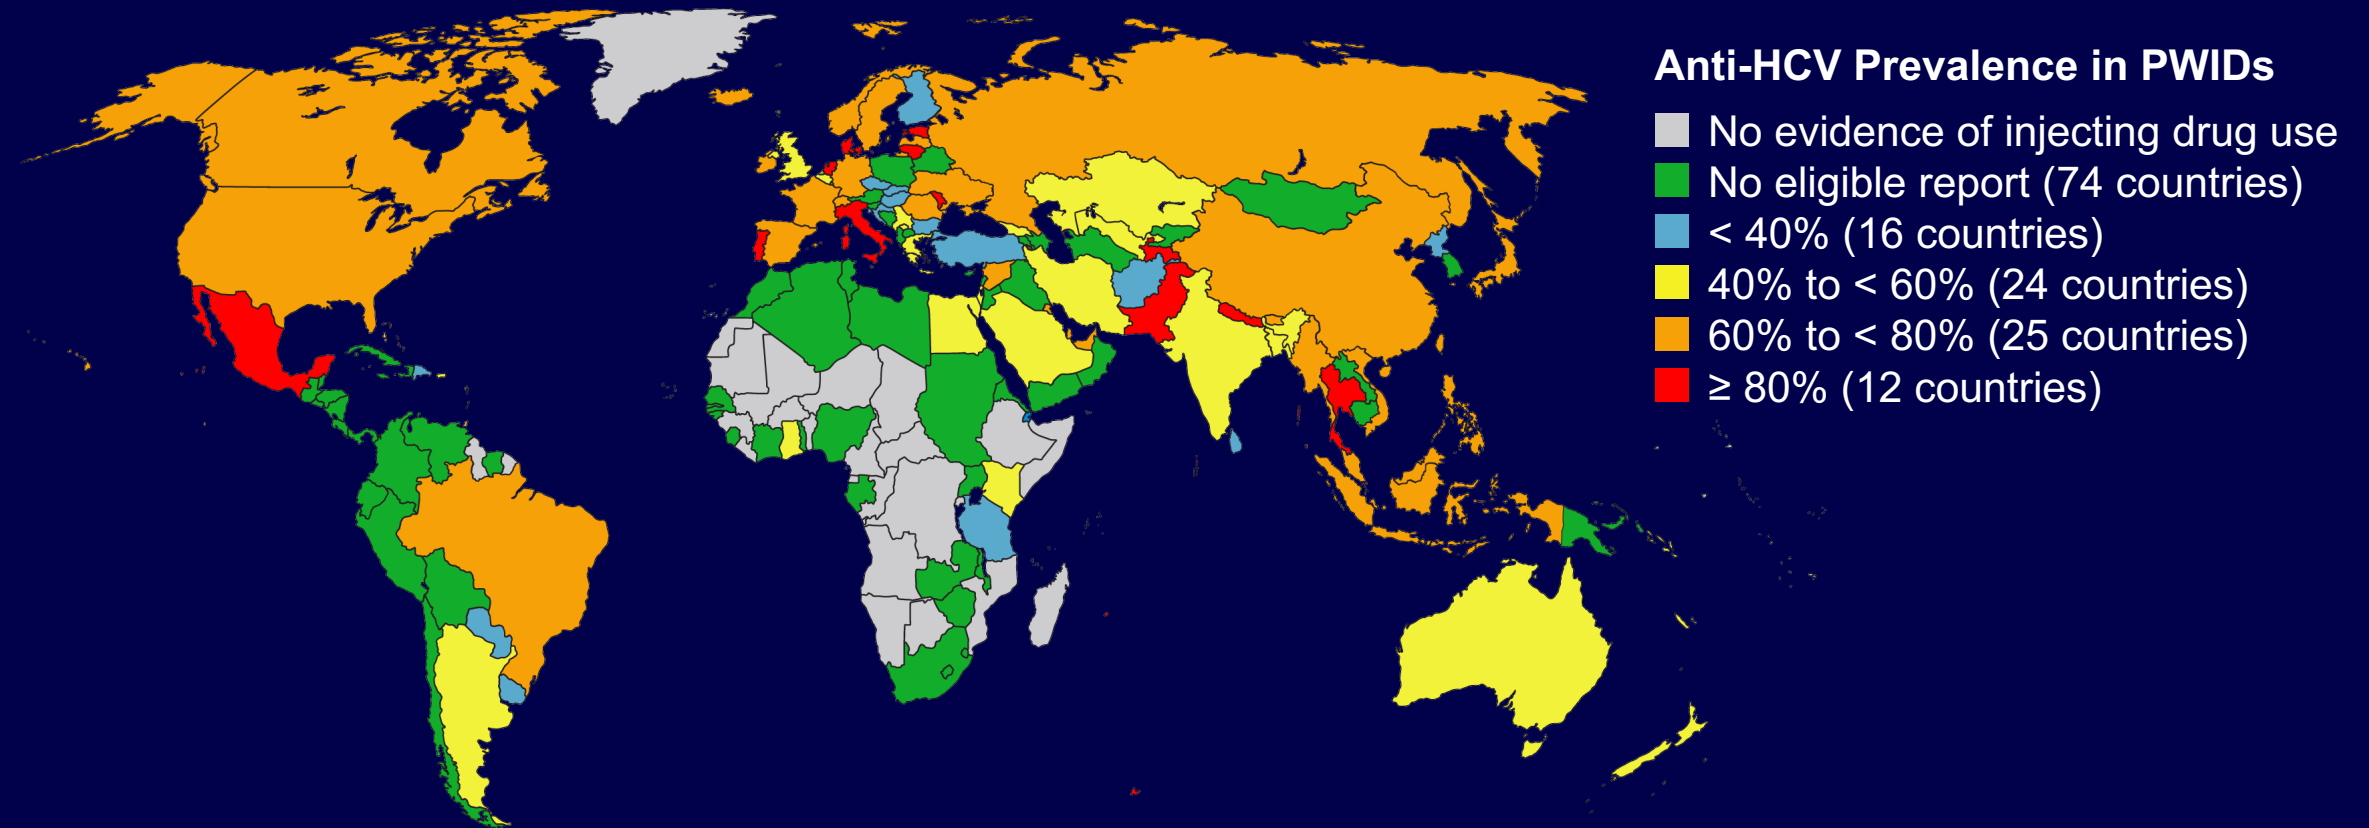 Anti-HCV Prevalence in PWIDs
No evidence of injecting drug use
No eligible report (74 countries)
< 40% (16 countries)
40% to < 60% (24 countries)
60% to < 80% (25 countries)
≥ 80% (12 countries)